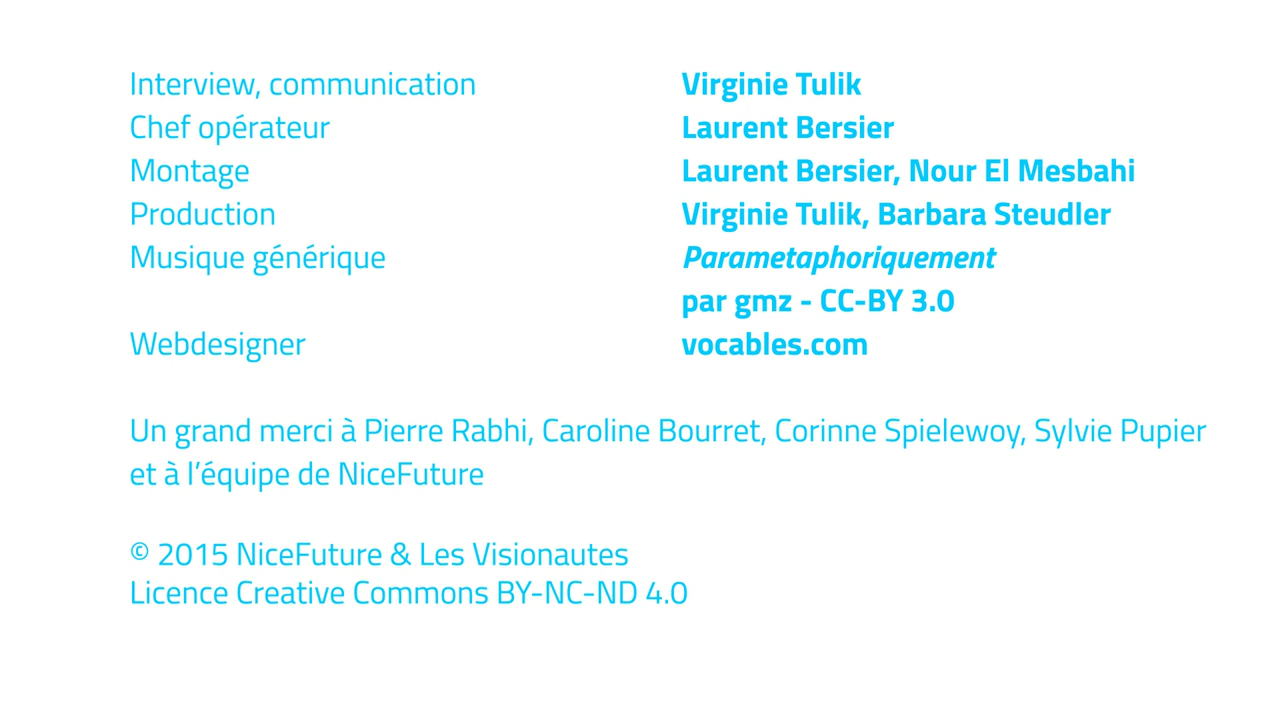 Interview, communication Virginie Tulik
Chef opérateur Laurent Bersier
Montage Laurent Bersier, Nour El Mesbahi
Production Virginie Tulik, Barbara Steudler
Musique générique Parametaphoriquement
par gmz - CC-BY 3.0
Webdesigner vocables.com
Un grand merci à Pierre Rabhi, Caroline Bourret, Corinne Spielewoy, Sylvie Pupier
et à l’équipe de NiceFuture
© 2015 NiceFuture & Les Visionautes
Licence Creative Commons BY-NC-ND 4.0